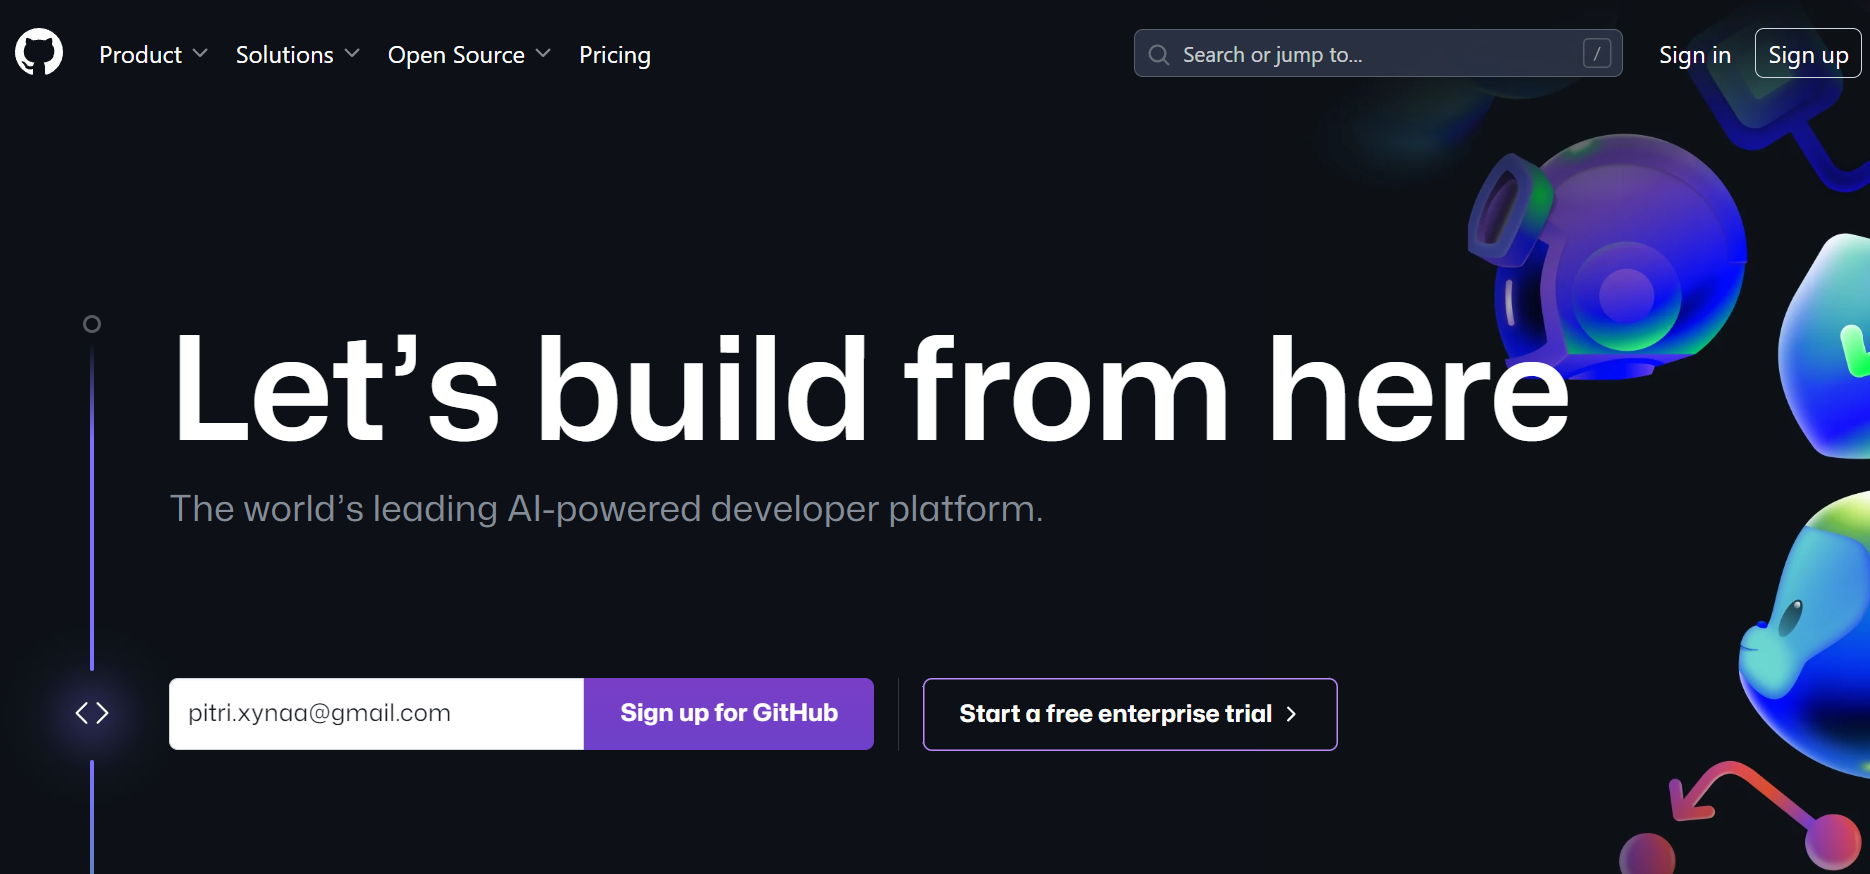 Product Solutions Open Source Pricing Search or jump to... / Sign in Sign up
Let’s build from here
The world’s leading AI-powered developer platform.
pitri.xynaa@gmail.com Sign up for GitHub Start a free enterprise trial